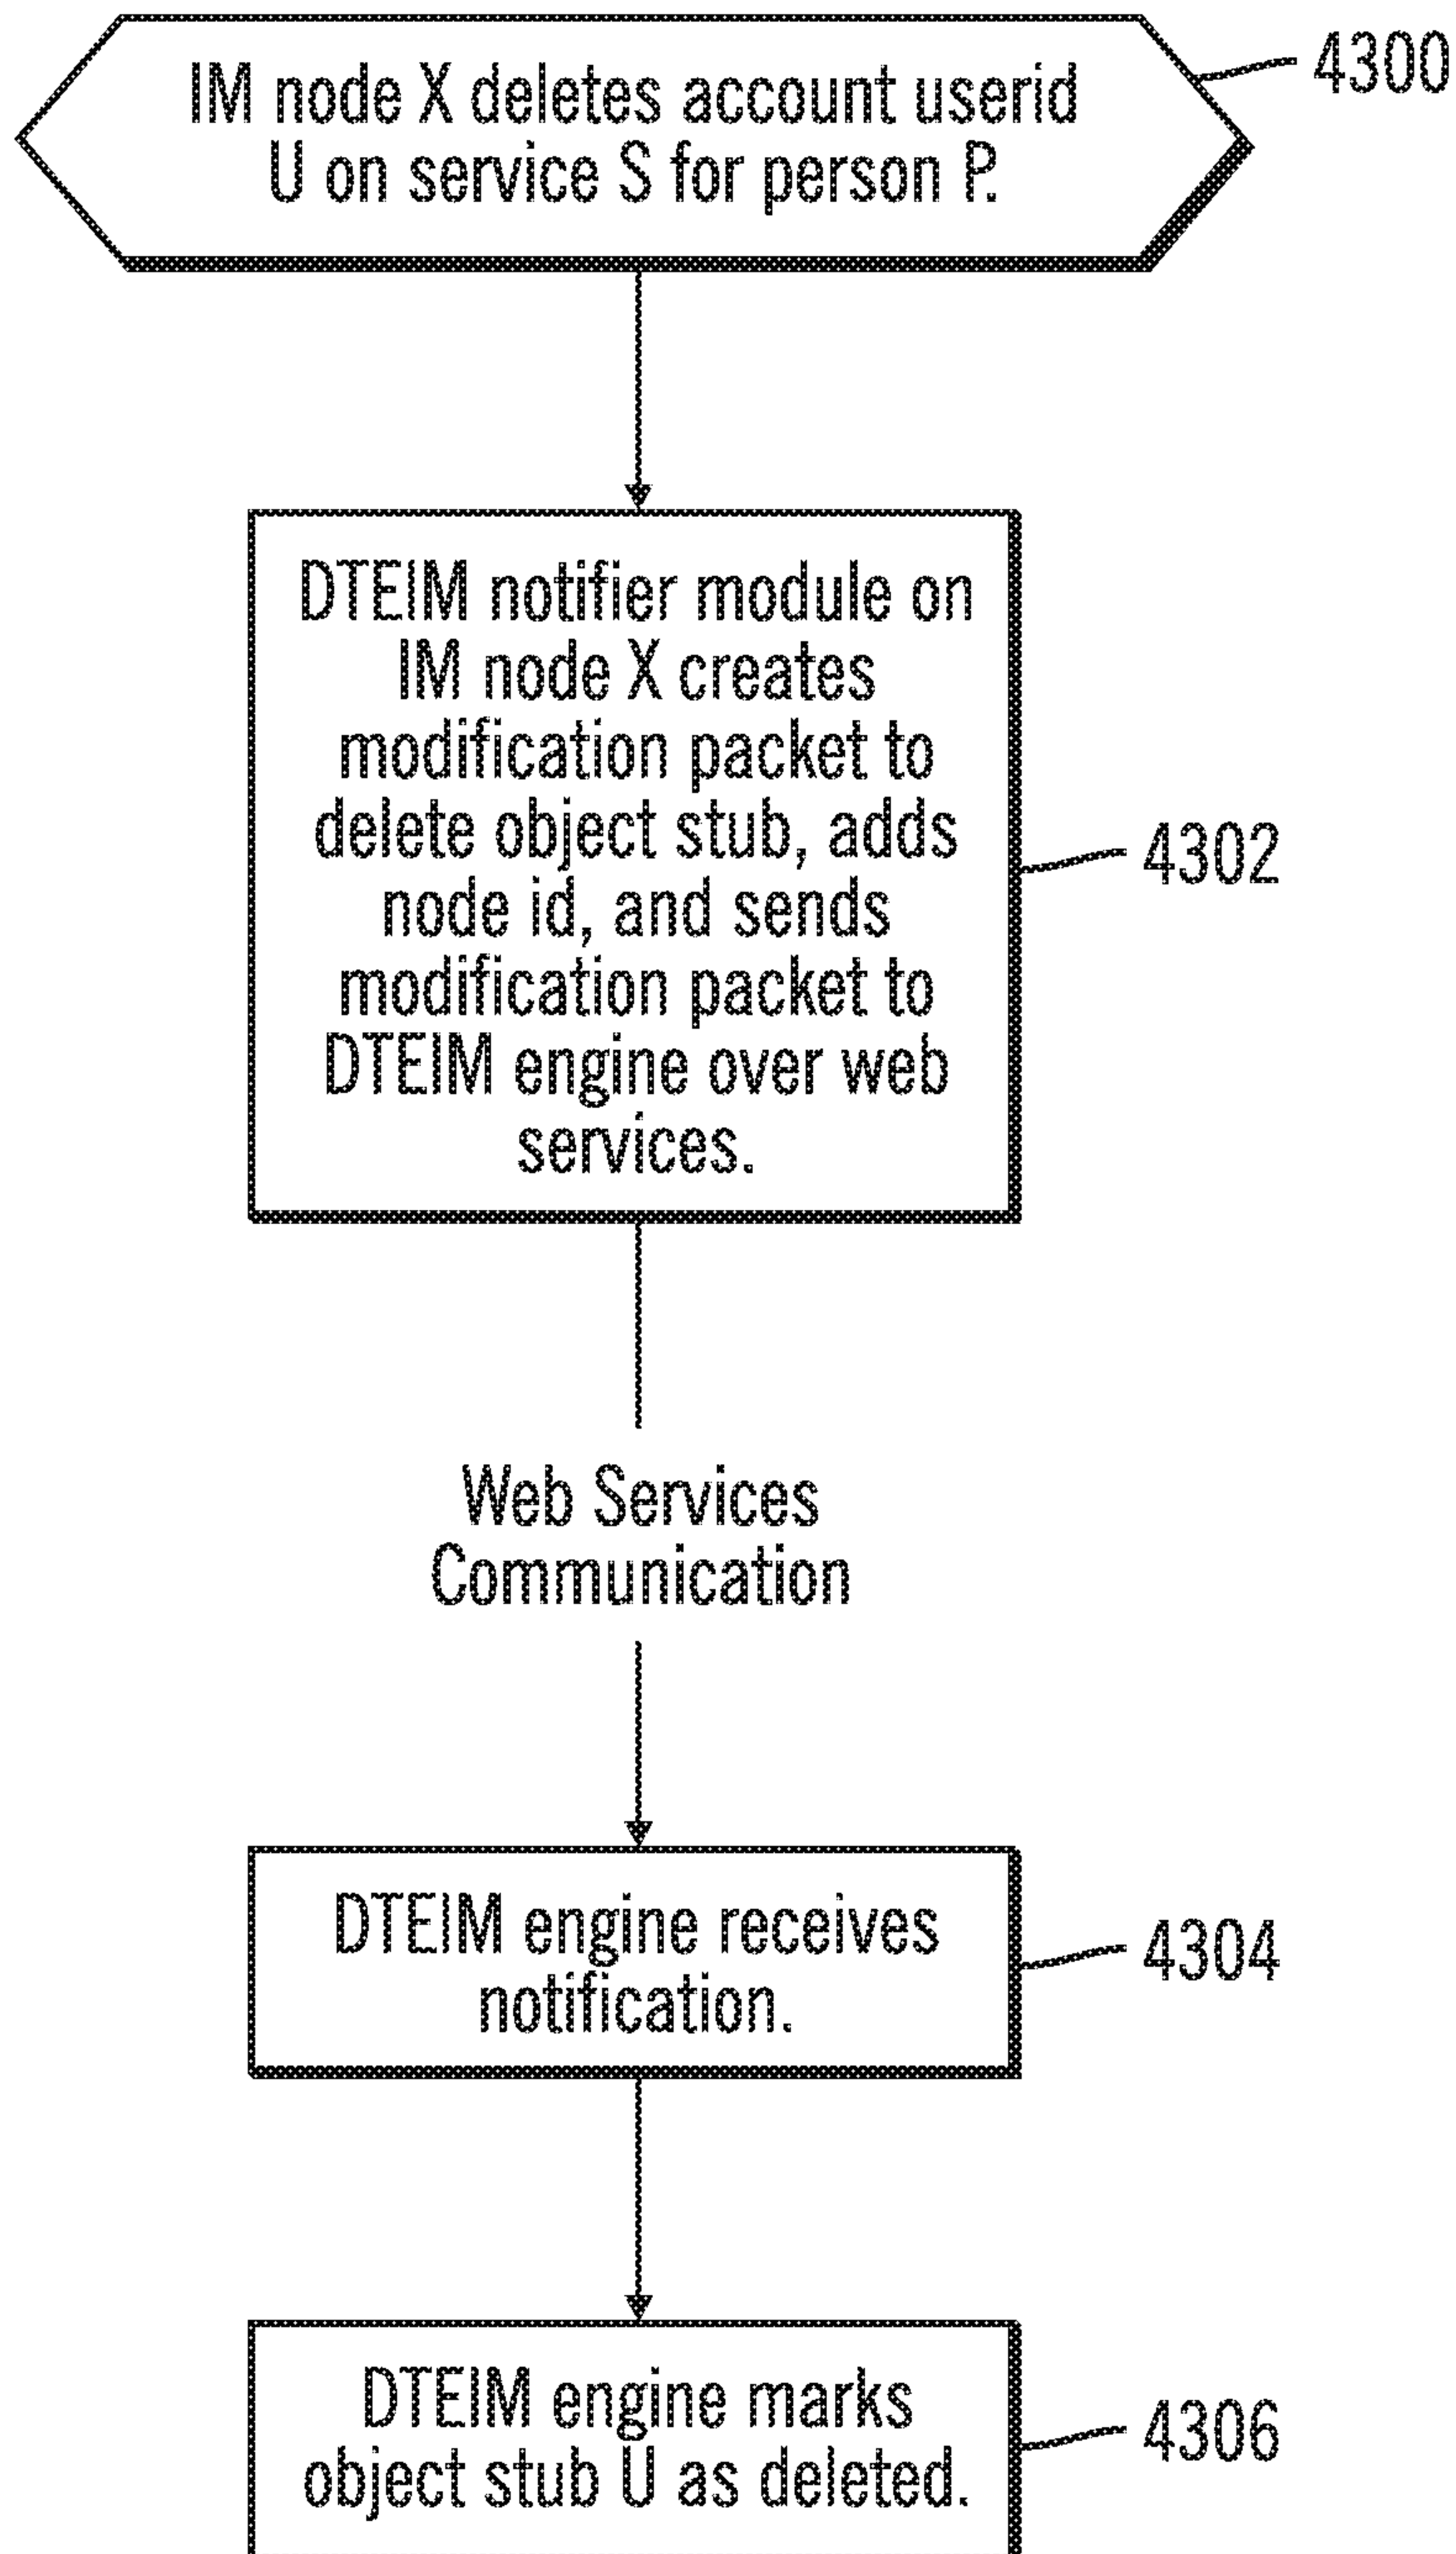 IM node X deletes account userid
U on service S for person P.
4300
DTEIM notifier module on
IM node X creates
modification packet to
delete object stub, adds
node id, and sends
modification packet to
DTEIM engine over web
services.
4302
Web Services
Communication
DTEIM engine receives
notification.
4304
DTEIM engine marks
object stub U as deleted.
4306